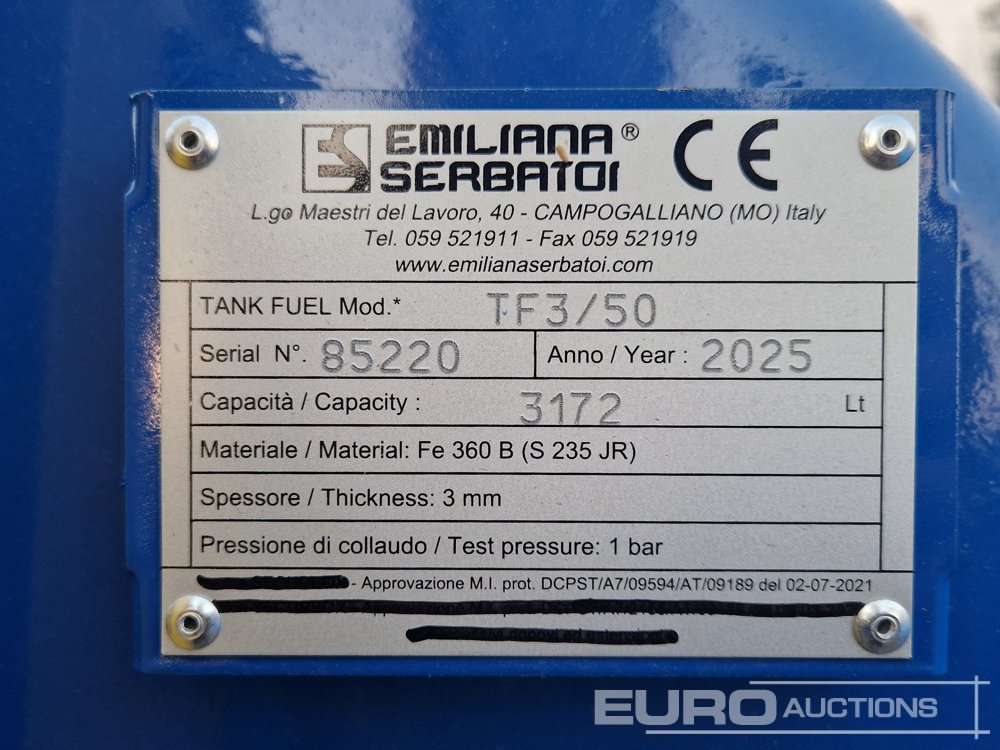 EMILIANA®
SERBATOI
CE
L.go Maestri del Lavoro, 40 - CAMPOGALLIANO (MO) Italy
Tel. 059 521911 - Fax 059 521919
www.emilianaserbatoi.com
TANK FUEL Mod.* TF3/50
Serial N°. 85220 Anno / Year : 2025
Capacità / Capacity : 3172 Lt
Materiale / Material: Fe 360 B (S 235 JR)
Spessore / Thickness: 3 mm
Pressione di collaudo / Test pressure: 1 bar
- Approvazione M.I. prot. DCPST/A7/09594/AT/09189 del 02-07-2021
EURO AUCTIONS